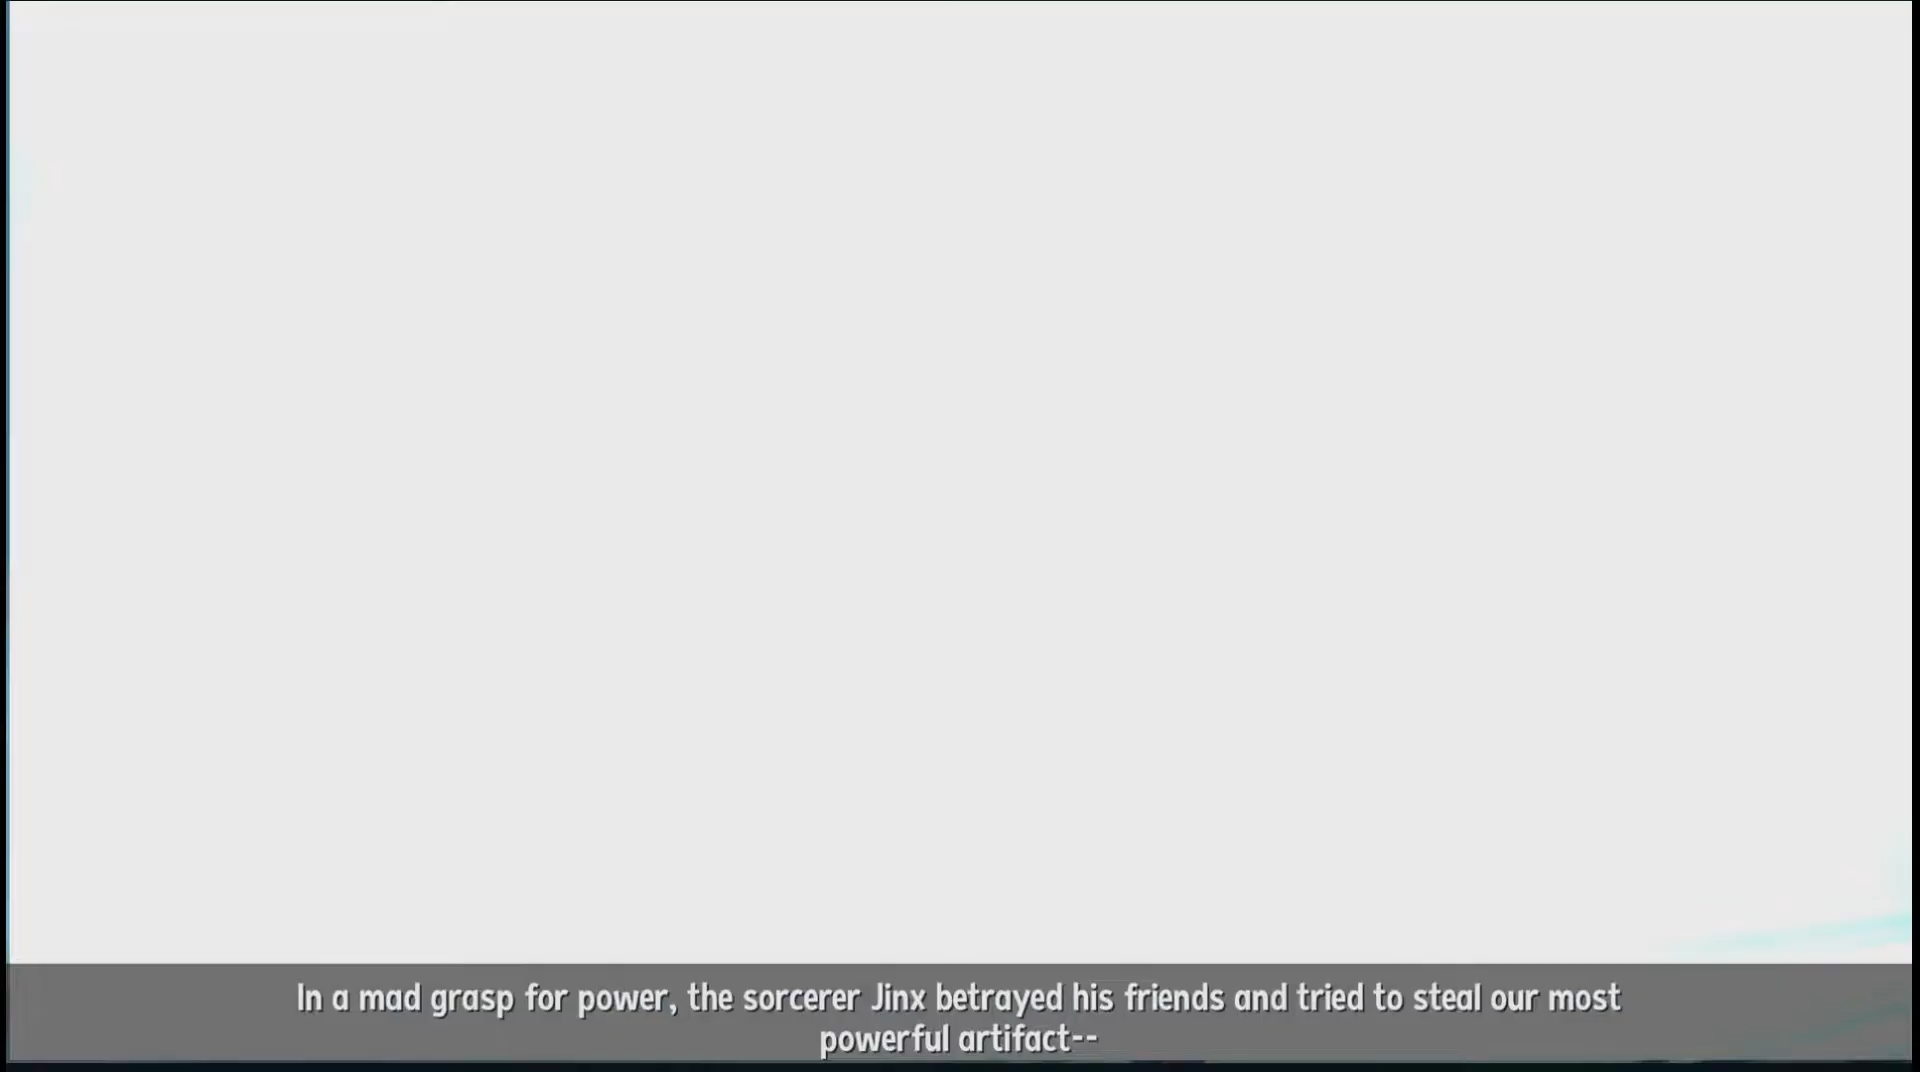 In a mad grasp for power, the sorcerer Jinx betrayed his friends and tried to steal our most
powerful artifact--